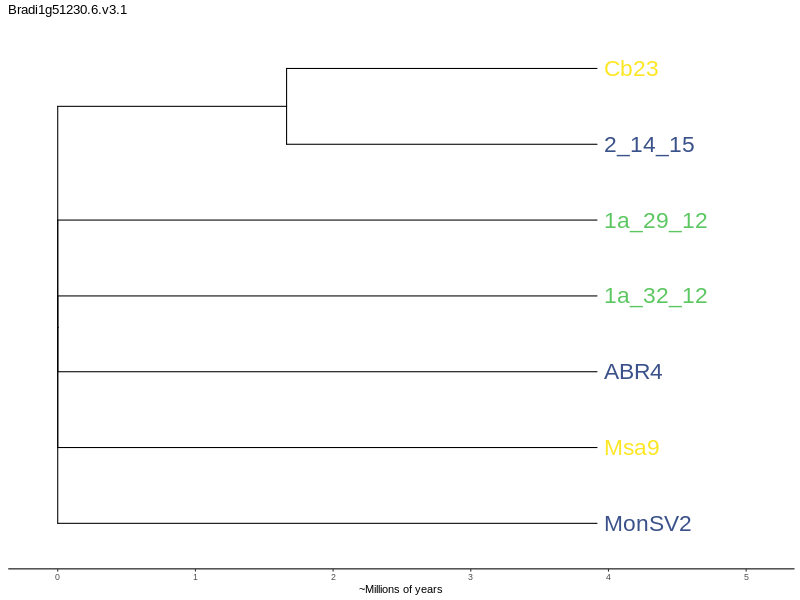 Bradi1g51230.6.v3.1
Cb23
2_14_15
1a_29_12
1a_32_12
ABR4
Msa9
MonSV2
0 1 2 3 4 5
~Millions of years